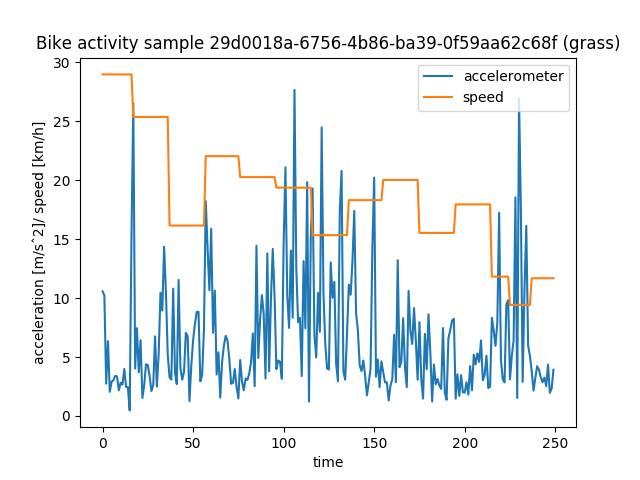 Bike activity sample 29d0018a-6756-4b86-ba39-0f59aa62c68f (grass)
accelerometer
speed
acceleration [m/s^2]/ speed [km/h]
30
25
20
15
10
5
0
0 50 100 150 200 250
time